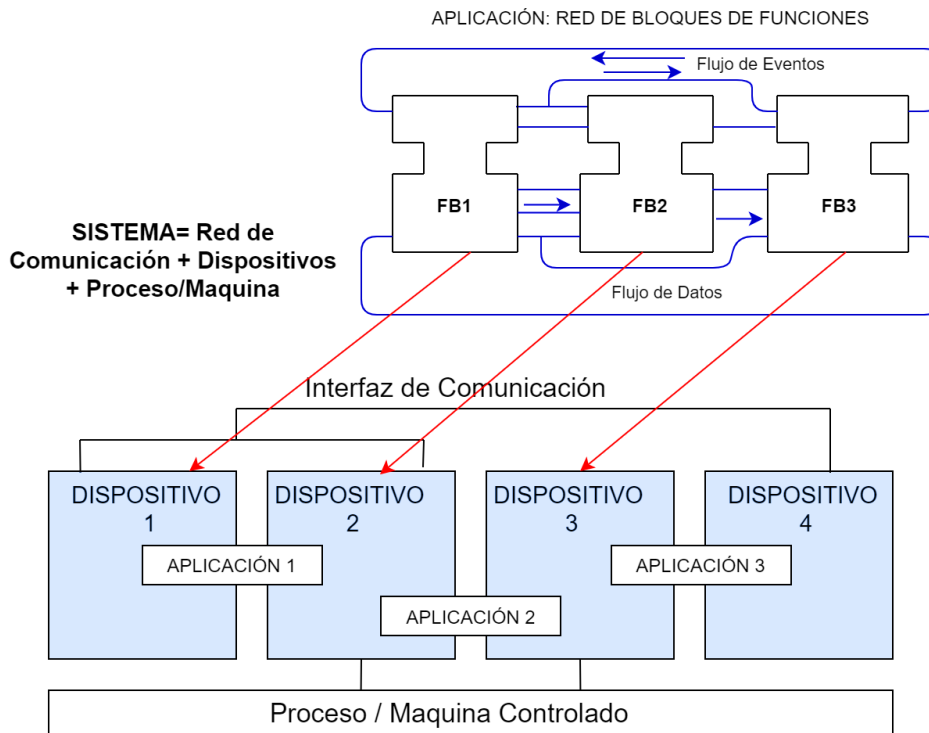 APLICACIÓN: RED DE BLOQUES DE FUNCIONES
Flujo de Eventos
FB1
FB2
FB3
SISTEMA= Red de
Comunicación + Dispositivos
+ Proceso/Maquina
Flujo de Datos
Interfaz de Comunicación
DISPOSITIVO
1
DISPOSITIVO
2
DISPOSITIVO
3
DISPOSITIVO
4
APLICACIÓN 1
APLICACIÓN 3
APLICACIÓN 2
Proceso / Maquina Controlado